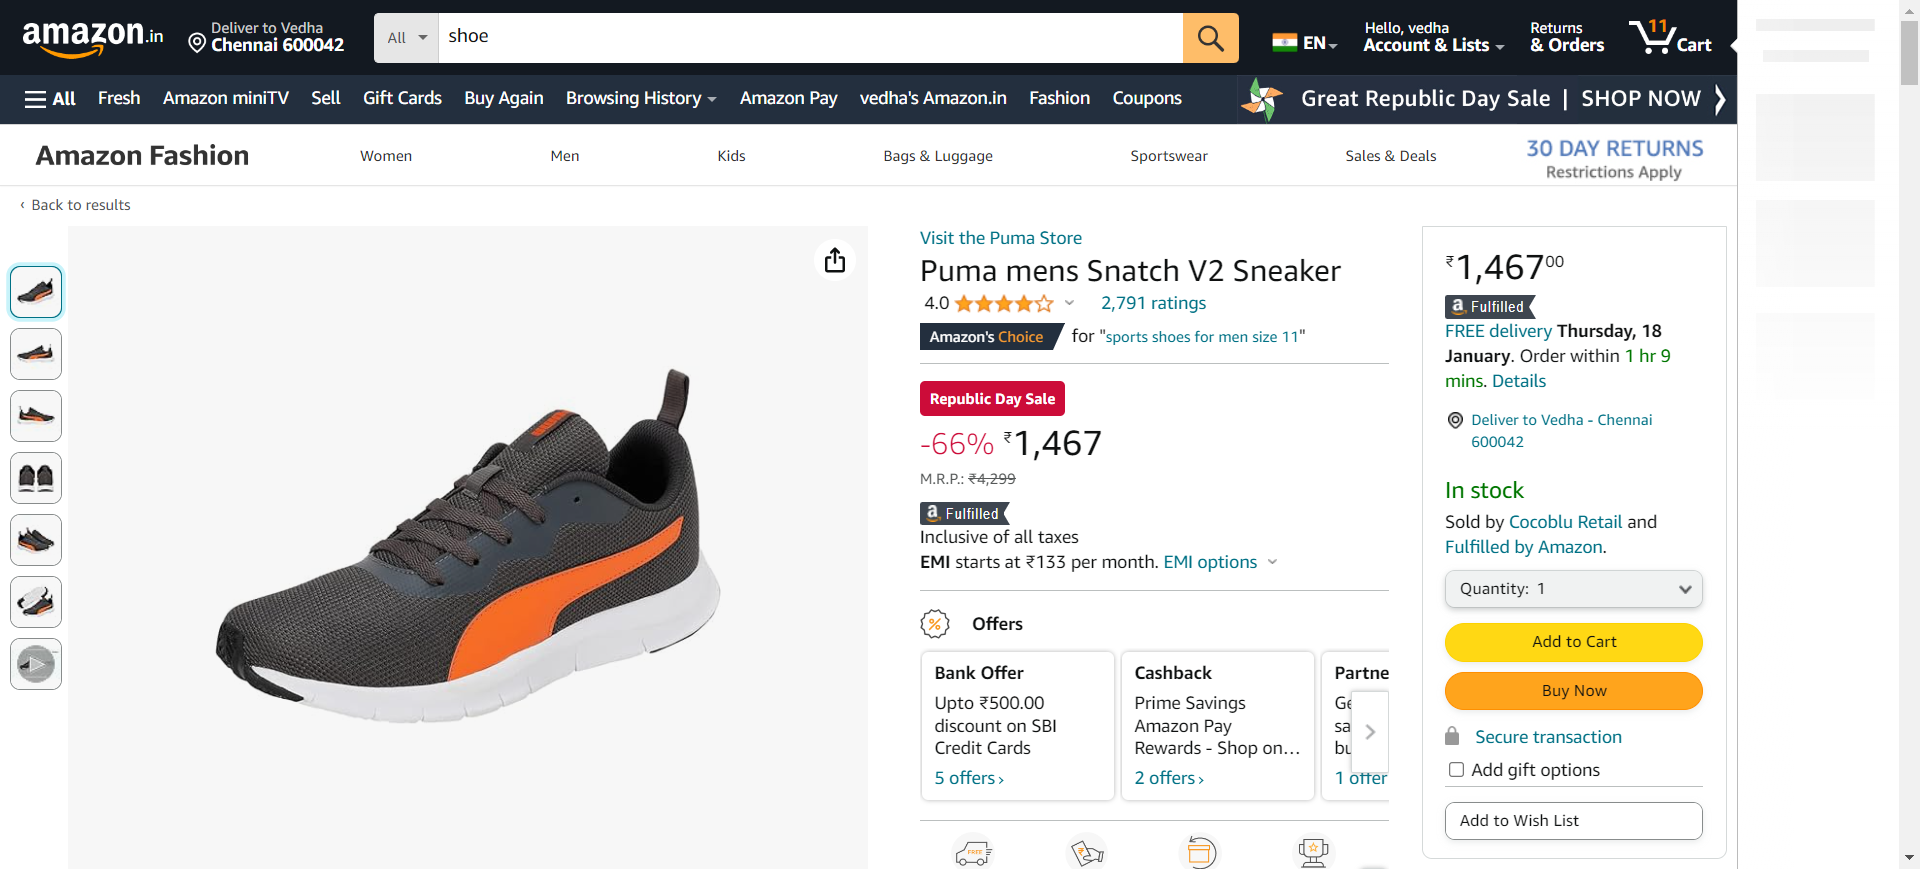 amazon.in
Deliver to Vedha
Chennai 600042
All
shoe
EN
Hello, vedha
Account & Lists
Returns
& Orders
11
Cart
All
Fresh
Amazon miniTV
Sell
Gift Cards
Buy Again
Browsing History
Amazon Pay
vedha's Amazon.in
Fashion
Coupons
Great Republic Day Sale | SHOP NOW
Amazon Fashion
Women
Men
Kids
Bags & Luggage
Sportswear
Sales & Deals
30 DAY RETURNS
Restrictions Apply
‹ Back to results
Visit the Puma Store
Puma mens Snatch V2 Sneaker
4.0
2,791 ratings
Amazon's Choice for "sports shoes for men size 11"
Republic Day Sale
-66% ₹1,467
M.R.P.: ₹4,299
a Fulfilled
Inclusive of all taxes
EMI starts at ₹133 per month. EMI options
Offers
Bank Offer
Upto ₹500.00
discount on SBI
Credit Cards
5 offers ›
Cashback
Prime Savings
Amazon Pay
Rewards - Shop on...
2 offers ›
Partne
Ge
sa
bu
1 offer
FREE
₹1,46700
a Fulfilled
FREE delivery Thursday, 18
January. Order within 1 hr 9
mins. Details
Deliver to Vedha - Chennai
600042
In stock
Sold by Cocoblu Retail and
Fulfilled by Amazon.
Quantity: 1
Add to Cart
Buy Now
Secure transaction
Add gift options
Add to Wish List